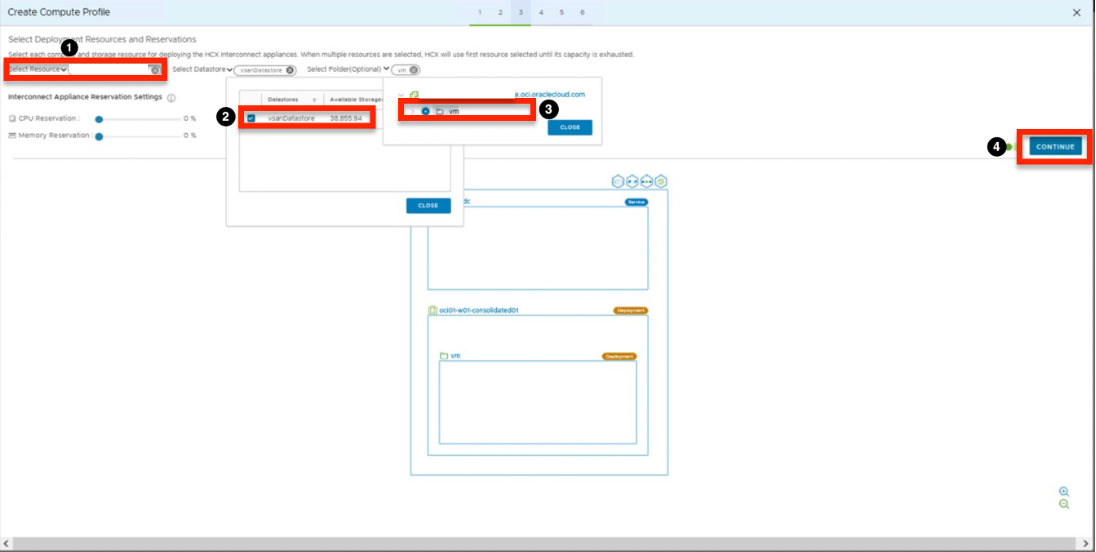 Create Compute Profile
1 2 3 4 5 6
Select Deployment Resources and Reservations
Select each compute and storage resource for deploying the HCX Interconnect appliances. When multiple resources are selected, HCX will use first resource selected until its capacity is exhausted.
1
Select Resource
Select Datastore
vsanDatastore
Select Folder(Optional)
vm
Interconnect Appliance Reservation Settings
CPU Reservation :
0 %
Memory Reservation :
0 %
Datastores
Available Storage
2
vsanDatastore
38,855.94
CLOSE
.oci.oraclecloud.com
vm
3
CLOSE
4
CONTINUE
dc
Service
oci01-w01-consolidated01
Deployment
vm
Deployment